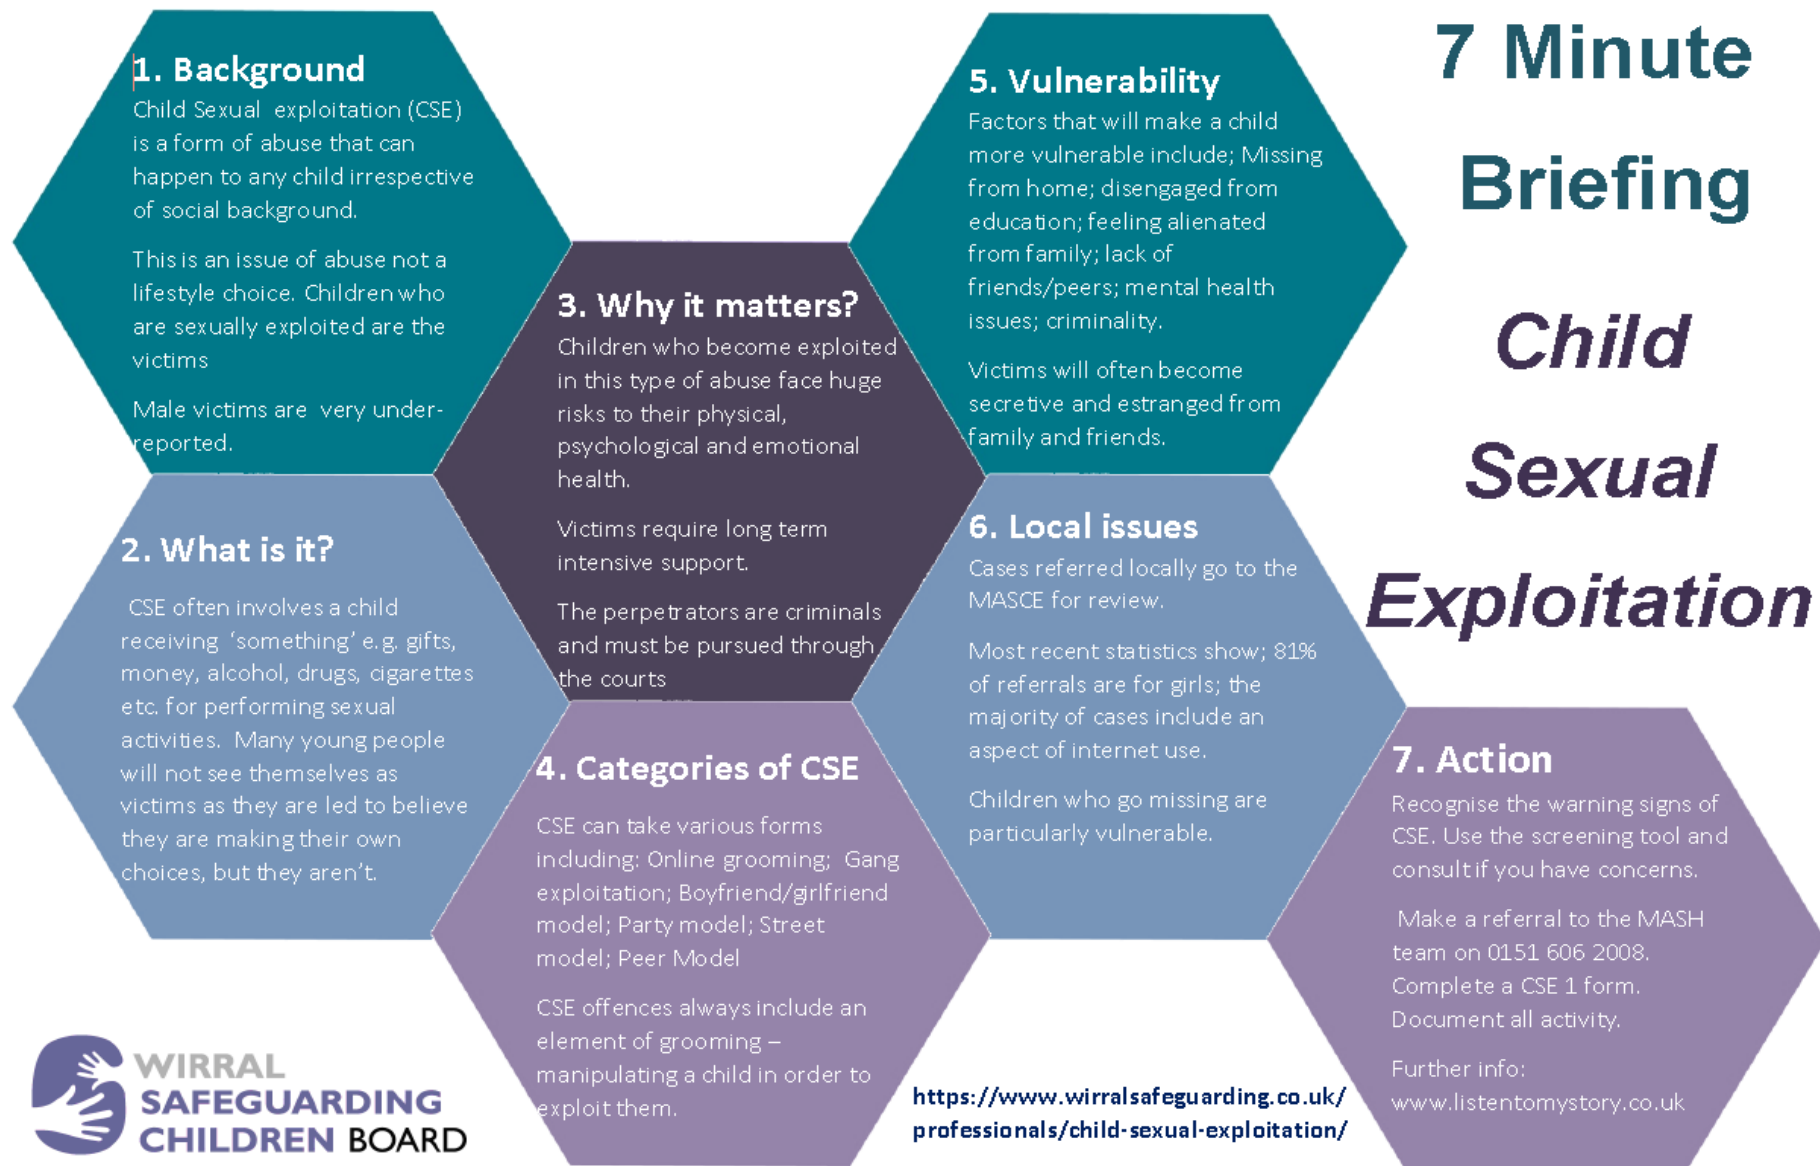 7 Minute
Briefing
Child
Sexual
Exploitation
1. Background
Child Sexual exploitation (CSE)
is a form of abuse that can
happen to any child irrespective
of social background.
This is an issue of abuse not a
lifestyle choice. Children who
are sexually exploited are the
victims
Male victims are very under-
reported.
2. What is it?
CSE often involves a child
receiving ‘something’ e.g. gifts,
money, alcohol, drugs, cigarettes
etc. for performing sexual
activities. Many young people
will not see themselves as
victims as they are led to believe
they are making their own
choices, but they aren’t.
3. Why it matters?
Children who become exploited
in this type of abuse face huge
risks to their physical,
psychological and emotional
health.
Victims require long term
intensive support.
The perpetrators are criminals
and must be pursued through
the courts
4. Categories of CSE
CSE can take various forms
including: Online grooming; Gang
exploitation; Boyfriend/girlfriend
model; Party model; Street
model; Peer Model
CSE offences always include an
element of grooming –
manipulating a child in order to
exploit them.
5. Vulnerability
Factors that will make a child
more vulnerable include; Missing
from home; disengaged from
education; feeling alienated
from family; lack of
friends/peers; mental health
issues; criminality.
Victims will often become
secretive and estranged from
family and friends.
6. Local issues
Cases referred locally go to the
MASCE for review.
Most recent statistics show; 81%
of referrals are for girls; the
majority of cases include an
aspect of internet use.
Children who go missing are
particularly vulnerable.
7. Action
Recognise the warning signs of
CSE. Use the screening tool and
consult if you have concerns.
Make a referral to the MASH
team on 0151 606 2008.
Complete a CSE 1 form.
Document all activity.
Further info:
www.listentomystory.co.uk
WIRRAL
SAFEGUARDING
CHILDREN BOARD
https://www.wirralsafeguarding.co.uk/
professionals/child-sexual-exploitation/